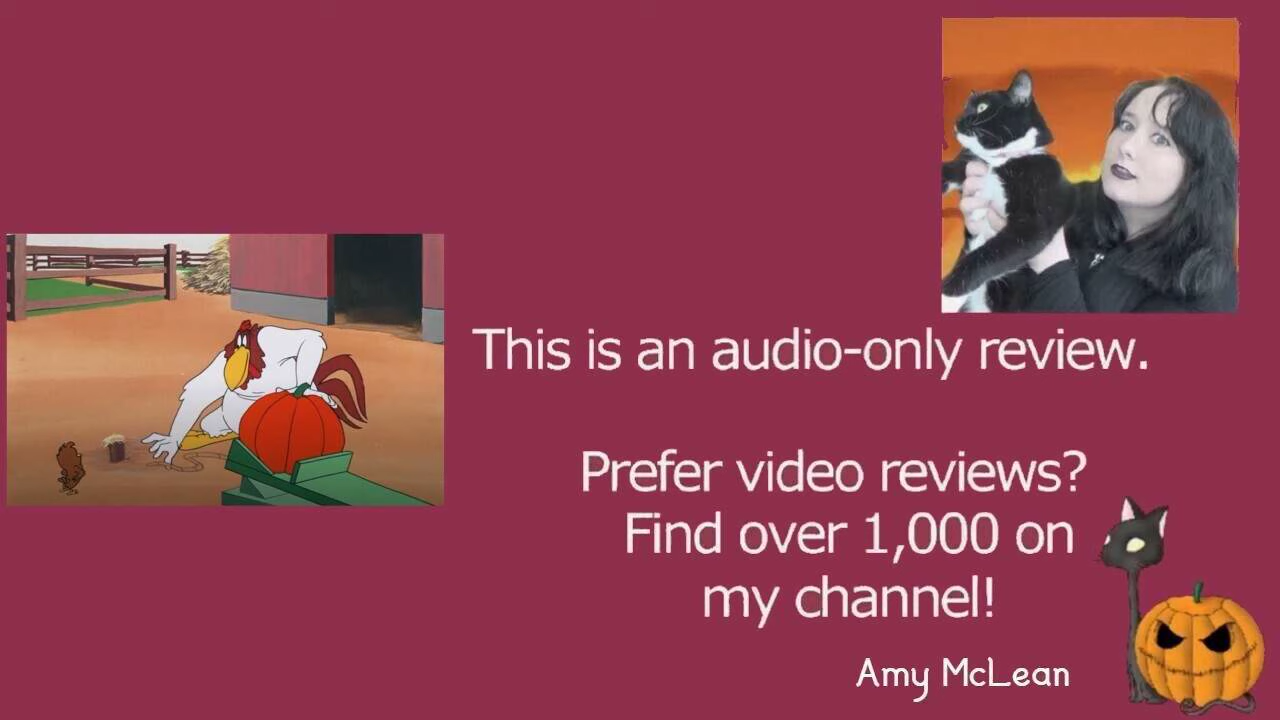 This is an audio-only review.
Prefer video reviews?
Find over 1,000 on
my channel!
Amy McLean